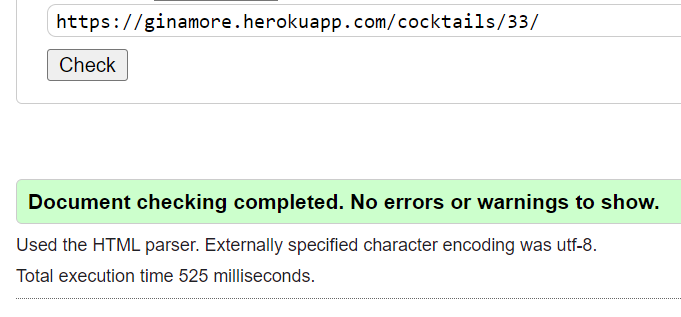 https://ginamore.herokuapp.com/cocktails/33/
Check
Document checking completed. No errors or warnings to show.
Used the HTML parser. Externally specified character encoding was utf-8.
Total execution time 525 milliseconds.